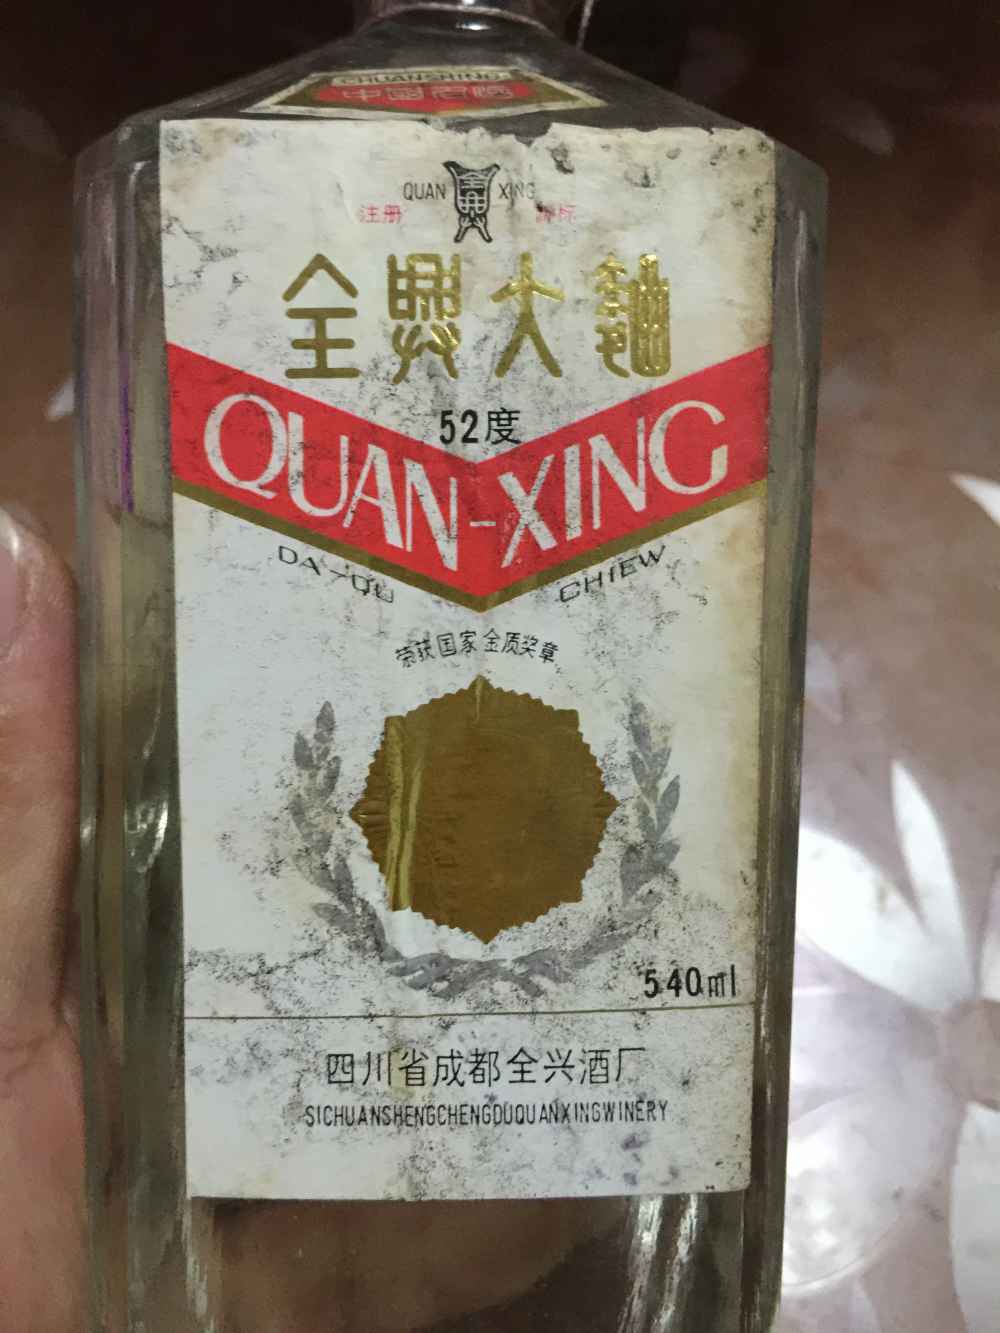 CHUANSHING
中國名酒
QUAN XING
注册 商标
全興大麯
52度
QUAN-XING
DA-QU CHIEW
荣获国家金质奖章
540ml
四川省成都全兴酒厂
SICHUANSHENGCHENGDUQUANXINGWINERY